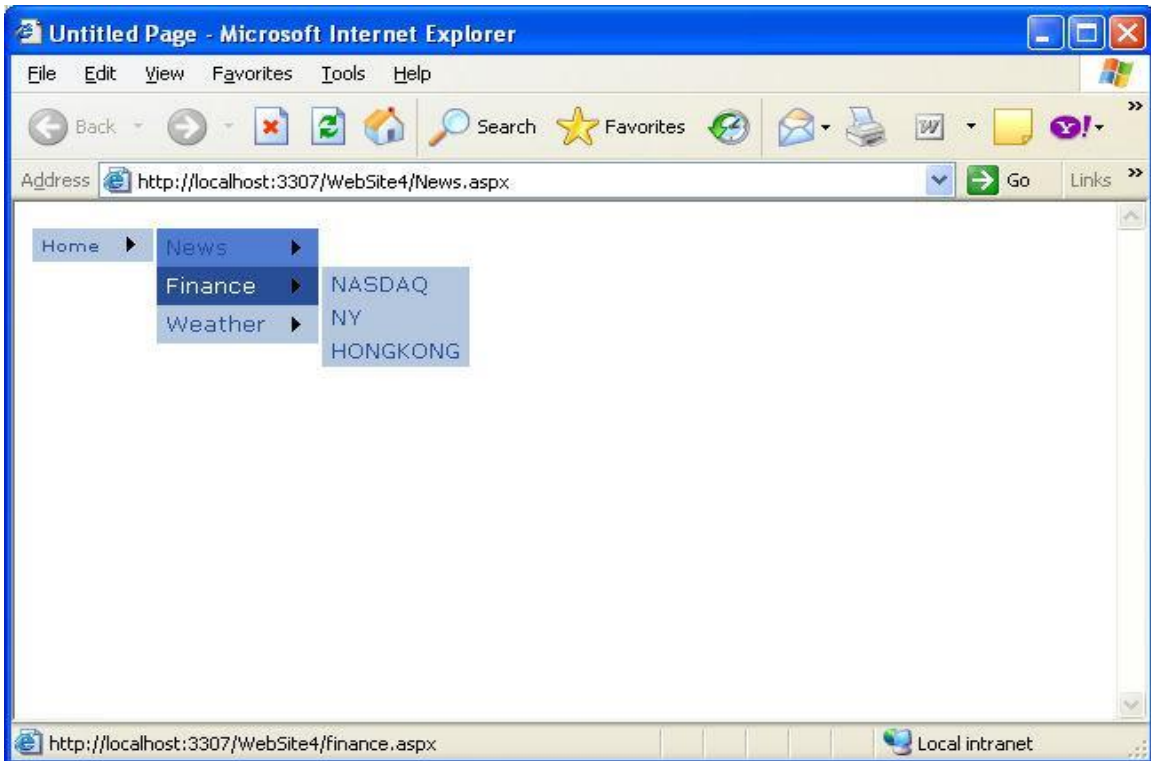 Untitled Page - Microsoft Internet Explorer
File Edit View Favorites Tools Help
Back Search Favorites
Address http://localhost:3307/WebSite4/News.aspx Go Links »
Home News
Finance NASDAQ
Weather NY
HONGKONG
http://localhost:3307/WebSite4/finance.aspx Local intranet